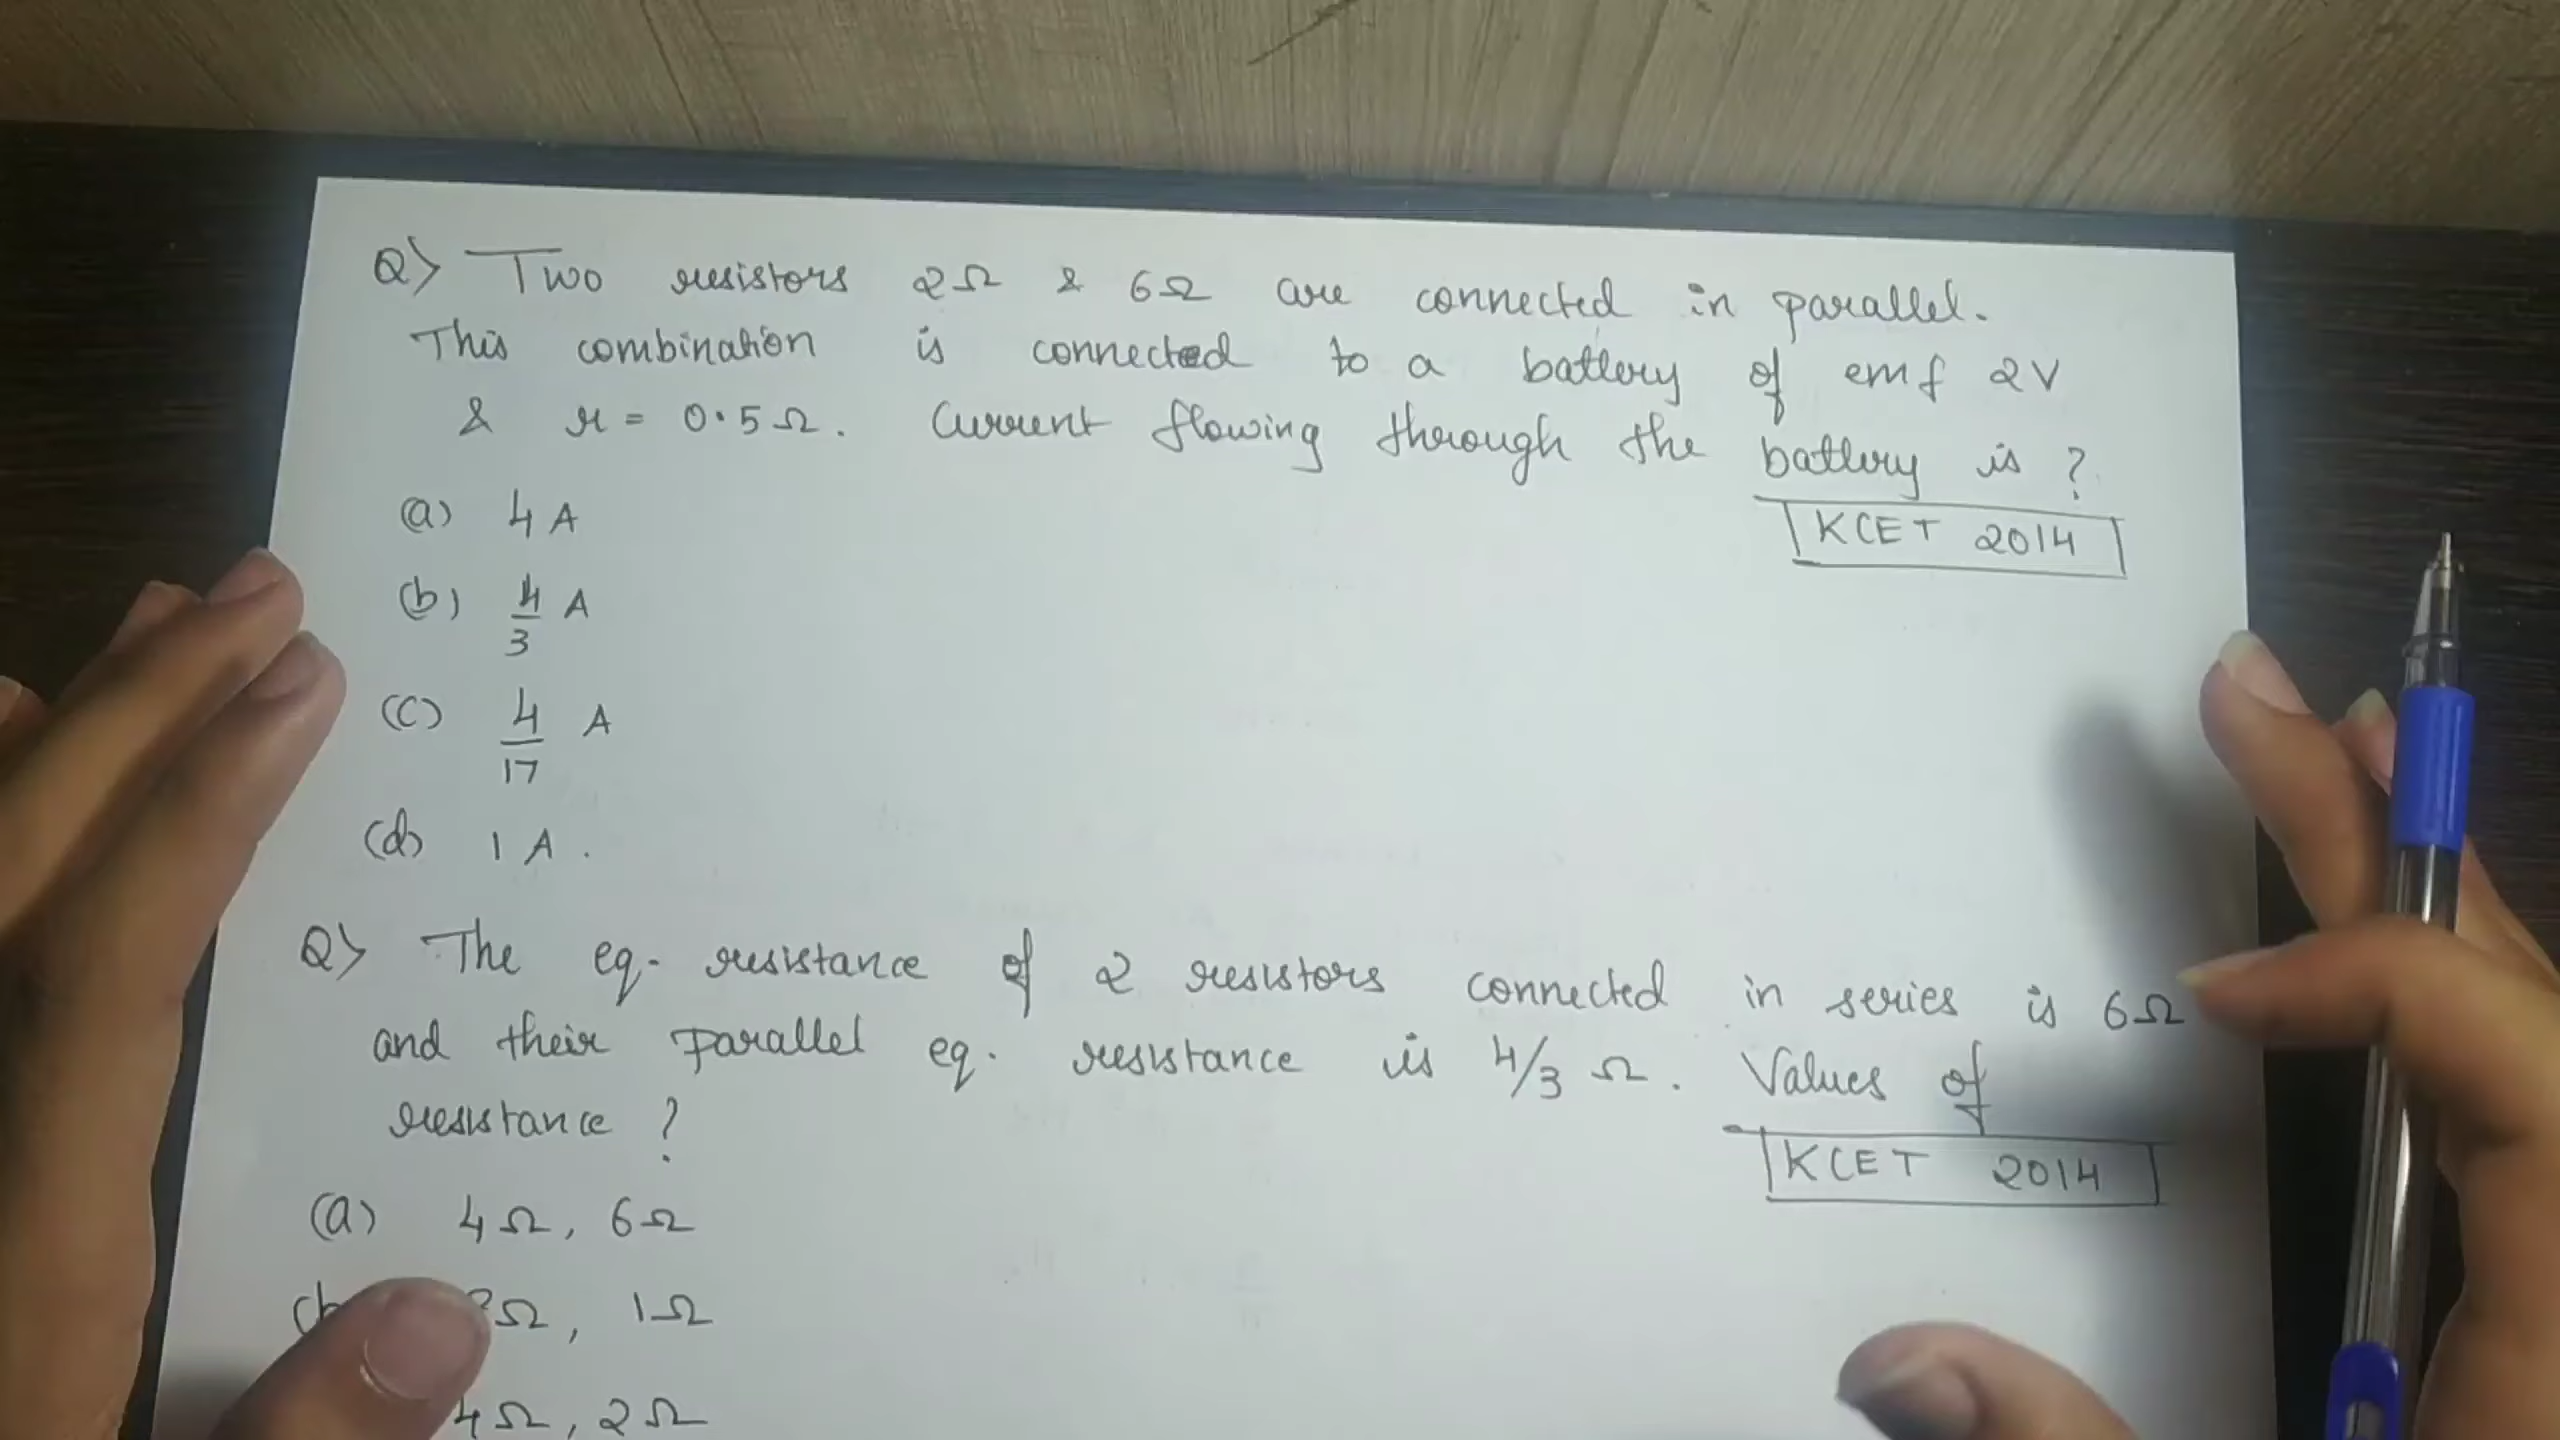 Q> Two resistors 2Ω & 6Ω are connected in parallel.
This combination is connected to a battery of emf 2V
& r = 0.5Ω. Current flowing through the battery is ?
KCET 2014
(a) 4 A
(b) 4/3 A
(c) 4/17 A
(d) 1 A.
Q> The eq. resistance of 2 resistors connected in series is 6Ω
and their parallel eq. resistance is 4/3 Ω. Values of
resistance ?
KCET 2014
(a) 4Ω, 6Ω
Ω, 1Ω
4Ω, 2Ω